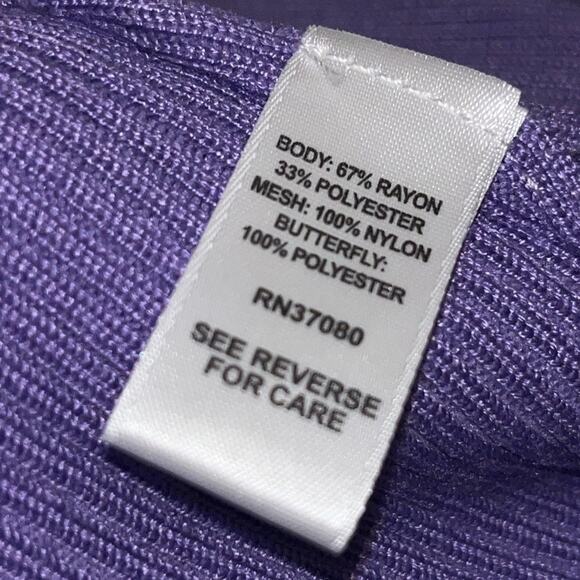 BODY: 67% RAYON
33% POLYESTER
MESH: 100% NYLON
BUTTERFLY:
100% POLYESTER
RN37080
SEE REVERSE
FOR CARE